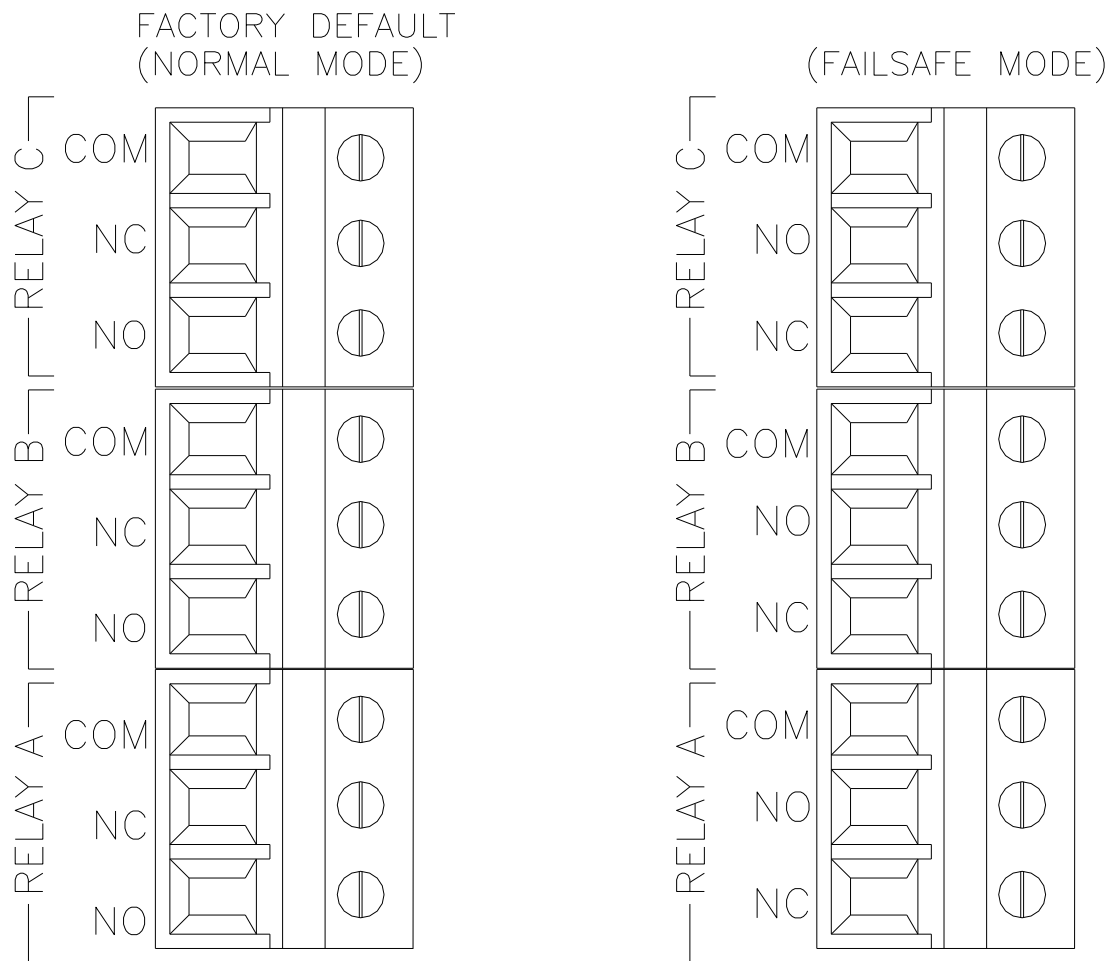 FACTORY DEFAULT
(NORMAL MODE)
RELAY C
COM
NC
NO
RELAY B
COM
NC
NO
RELAY A
COM
NC
NO
(FAILSAFE MODE)
RELAY C
COM
NO
NC
RELAY B
COM
NO
NC
RELAY A
COM
NO
NC